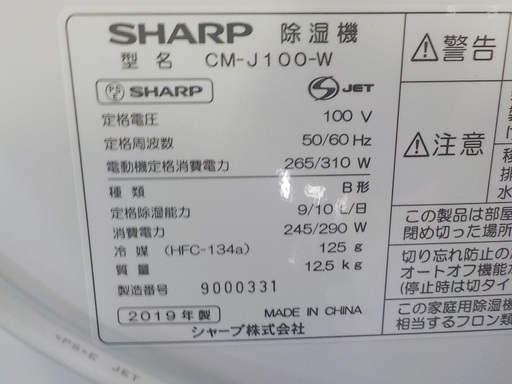 SHARP 除湿機
型名 CM-J100-W
PS E SHARP
S JET
定格電圧 100 V
定格周波数 50/60 Hz
電動機定格消費電力 265/310 W
種類 B形
定格除湿能力 9/10 L/日
消費電力 245/290 W
冷媒 (HFC-134a) 125 g
質量 12.5 kg
製造番号 9000331
2019年製 MADE IN CHINA
シャープ株式会社
警告
注意
この製品は部屋
閉め切った場所
切り忘れ防止のた
オートオフ機能
(停止時は切タイ
この家庭用除湿機
相当するフロン類
PS E JET